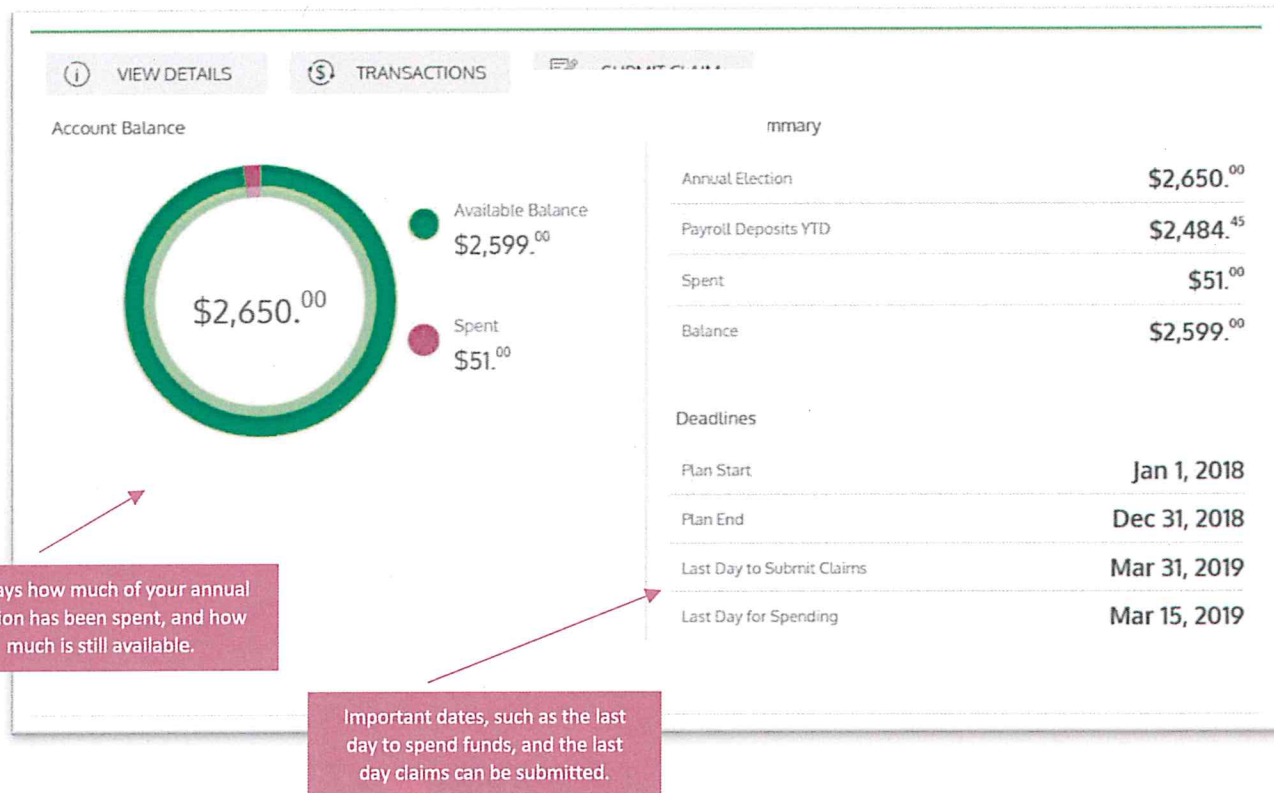 VIEW DETAILS
TRANSACTIONS
Account Balance
$2,650.00
Available Balance
$2,599.00
Spent
$51.00
mmary
Annual Election
$2,650.00
Payroll Deposits YTD
$2,484.45
Spent
$51.00
Balance
$2,599.00
Deadlines
Plan Start
Jan 1, 2018
Plan End
Dec 31, 2018
Last Day to Submit Claims
Mar 31, 2019
Last Day for Spending
Mar 15, 2019
ays how much of your annual
ion has been spent, and how
much is still available.
Important dates, such as the last
day to spend funds, and the last
day claims can be submitted.